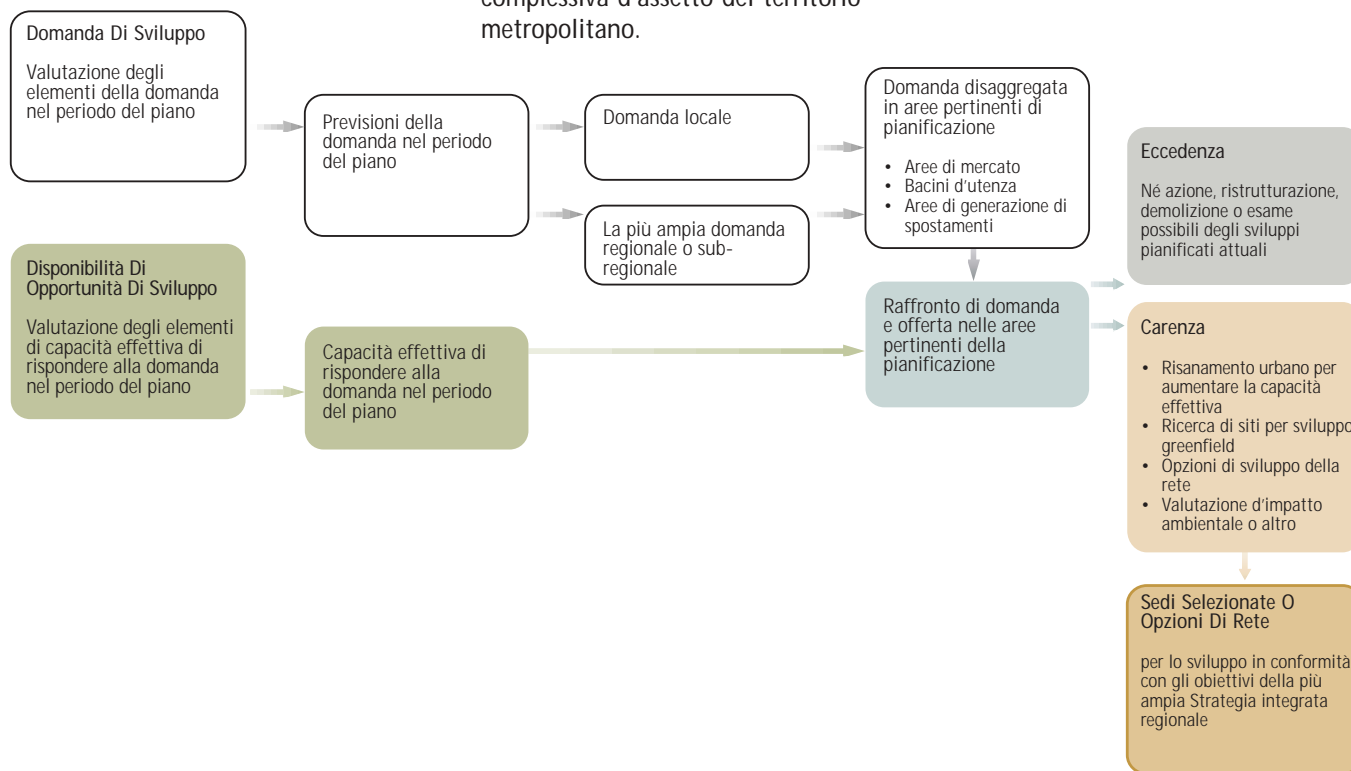 complessiva d'assetto del territorio
metropolitano.
Domanda Di Sviluppo
Valutazione degli
elementi della domanda
nel periodo del piano
Previsioni della
domanda nel periodo
del piano
Domanda locale
La più ampia domanda
regionale o sub-
regionale
Domanda disaggregata
in aree pertinenti di
pianificazione
• Aree di mercato
• Bacini d'utenza
• Aree di generazione di
spostamenti
Eccedenza
Né azione, ristrutturazione,
demolizione o esame
possibili degli sviluppi
pianificati attuali
Disponibilità Di
Opportunità Di Sviluppo
Valutazione degli elementi
di capacità effettiva di
rispondere alla domanda
nel periodo del piano
Capacità effettiva di
rispondere alla
domanda nel periodo
del piano
Raffronto di domanda
e offerta nelle aree
pertinenti della
pianificazione
Carenza
• Risanamento urbano per
aumentare la capacità
effettiva
• Ricerca di siti per sviluppo
greenfield
• Opzioni di sviluppo della
rete
• Valutazione d'impatto
ambientale o altro
Sedi Selezionate O
Opzioni Di Rete
per lo sviluppo in conformità
con gli obiettivi della più
ampia Strategia integrata
regionale